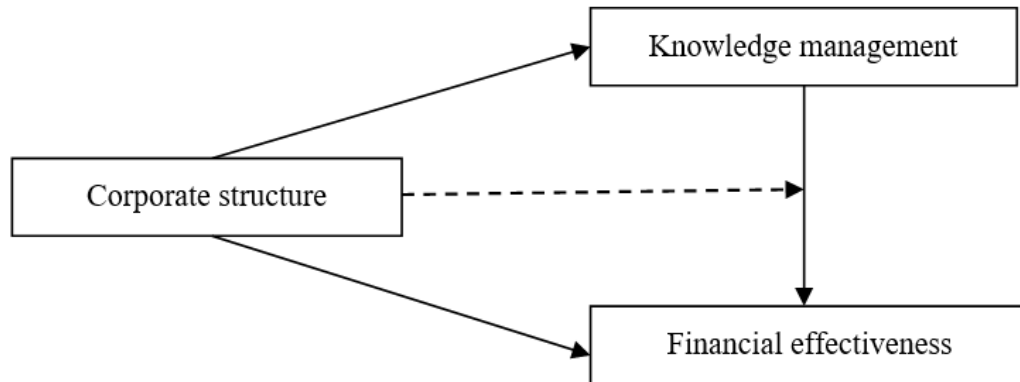 Knowledge management
Corporate structure
Financial effectiveness